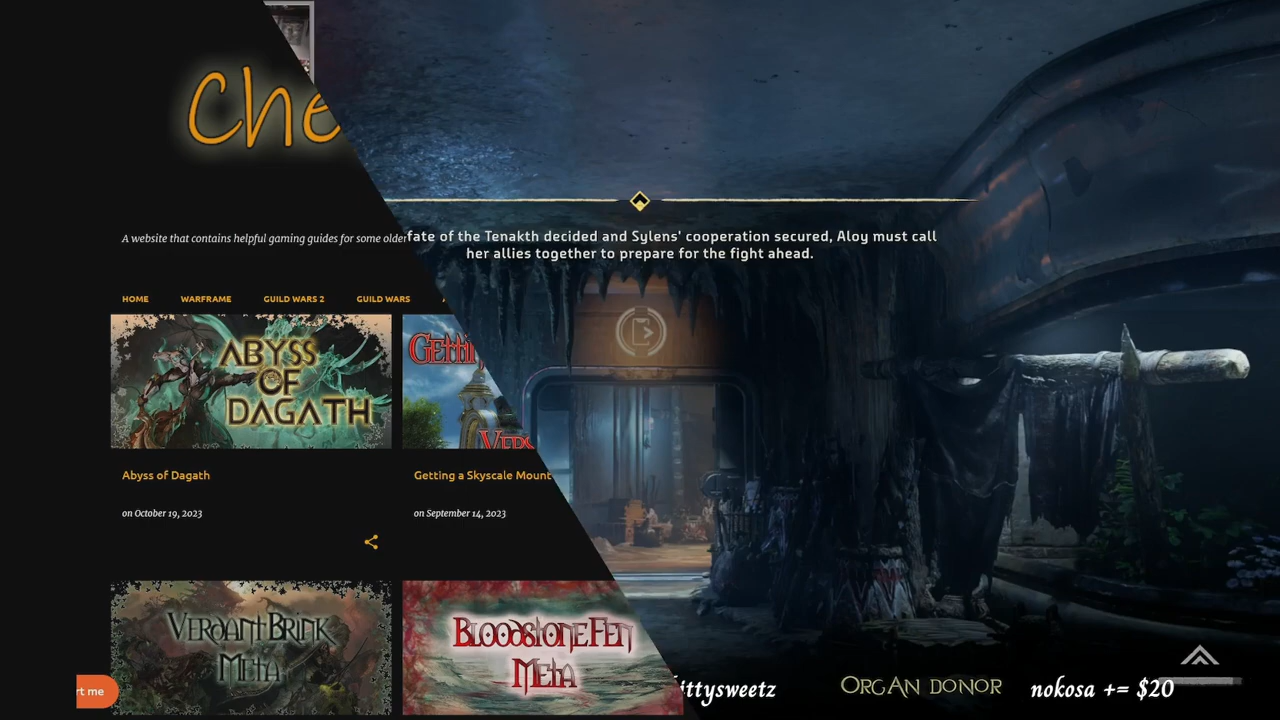 Che
A website that contains helpful gaming guides for some older
fate of the Tenakth decided and Sylens' cooperation secured, Aloy must call
her allies together to prepare for the fight ahead.
HOME WARFRAME GUILD WARS 2 GUILD WARS
ABYSS
OF
DAGATH
Getti
Vers
Abyss of Dagath
on October 19, 2023
Getting a Skyscale Mount
on September 14, 2023
Verdant Brink
Meta
Bloodstone Fen
Meta
rt me
ittysweetz
ORGAN DONOR
nokosa += $20